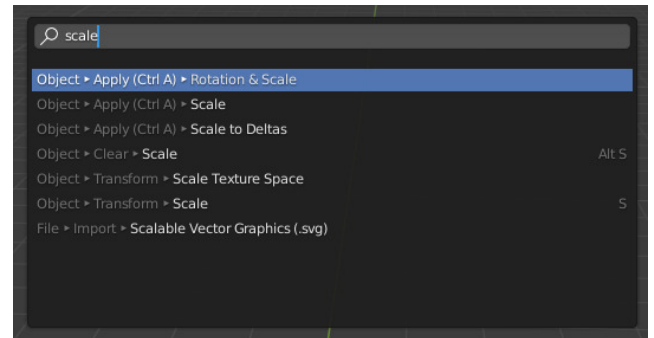 scale
Object ▸ Apply (Ctrl A) ▸ Rotation & Scale
Object ▸ Apply (Ctrl A) ▸ Scale
Object ▸ Apply (Ctrl A) ▸ Scale to Deltas
Object ▸ Clear ▸ Scale Alt S
Object ▸ Transform ▸ Scale Texture Space
Object ▸ Transform ▸ Scale S
File ▸ Import ▸ Scalable Vector Graphics (.svg)